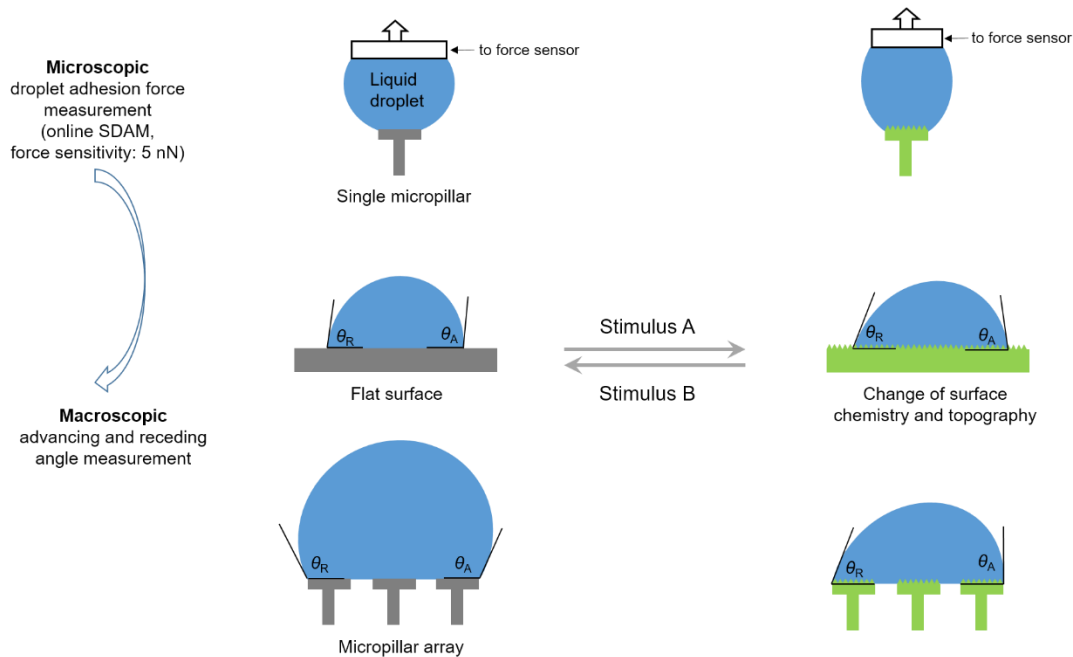 Microscopic
droplet adhesion force
measurement
(online SDAM,
force sensitivity: 5 nN)
to force sensor
Liquid
droplet
Single micropillar
to force sensor
θR
θA
Flat surface
Stimulus A
Stimulus B
θR
θA
Change of surface
chemistry and topography
Macroscopic
advancing and receding
angle measurement
θR
θA
Micropillar array
θR
θA